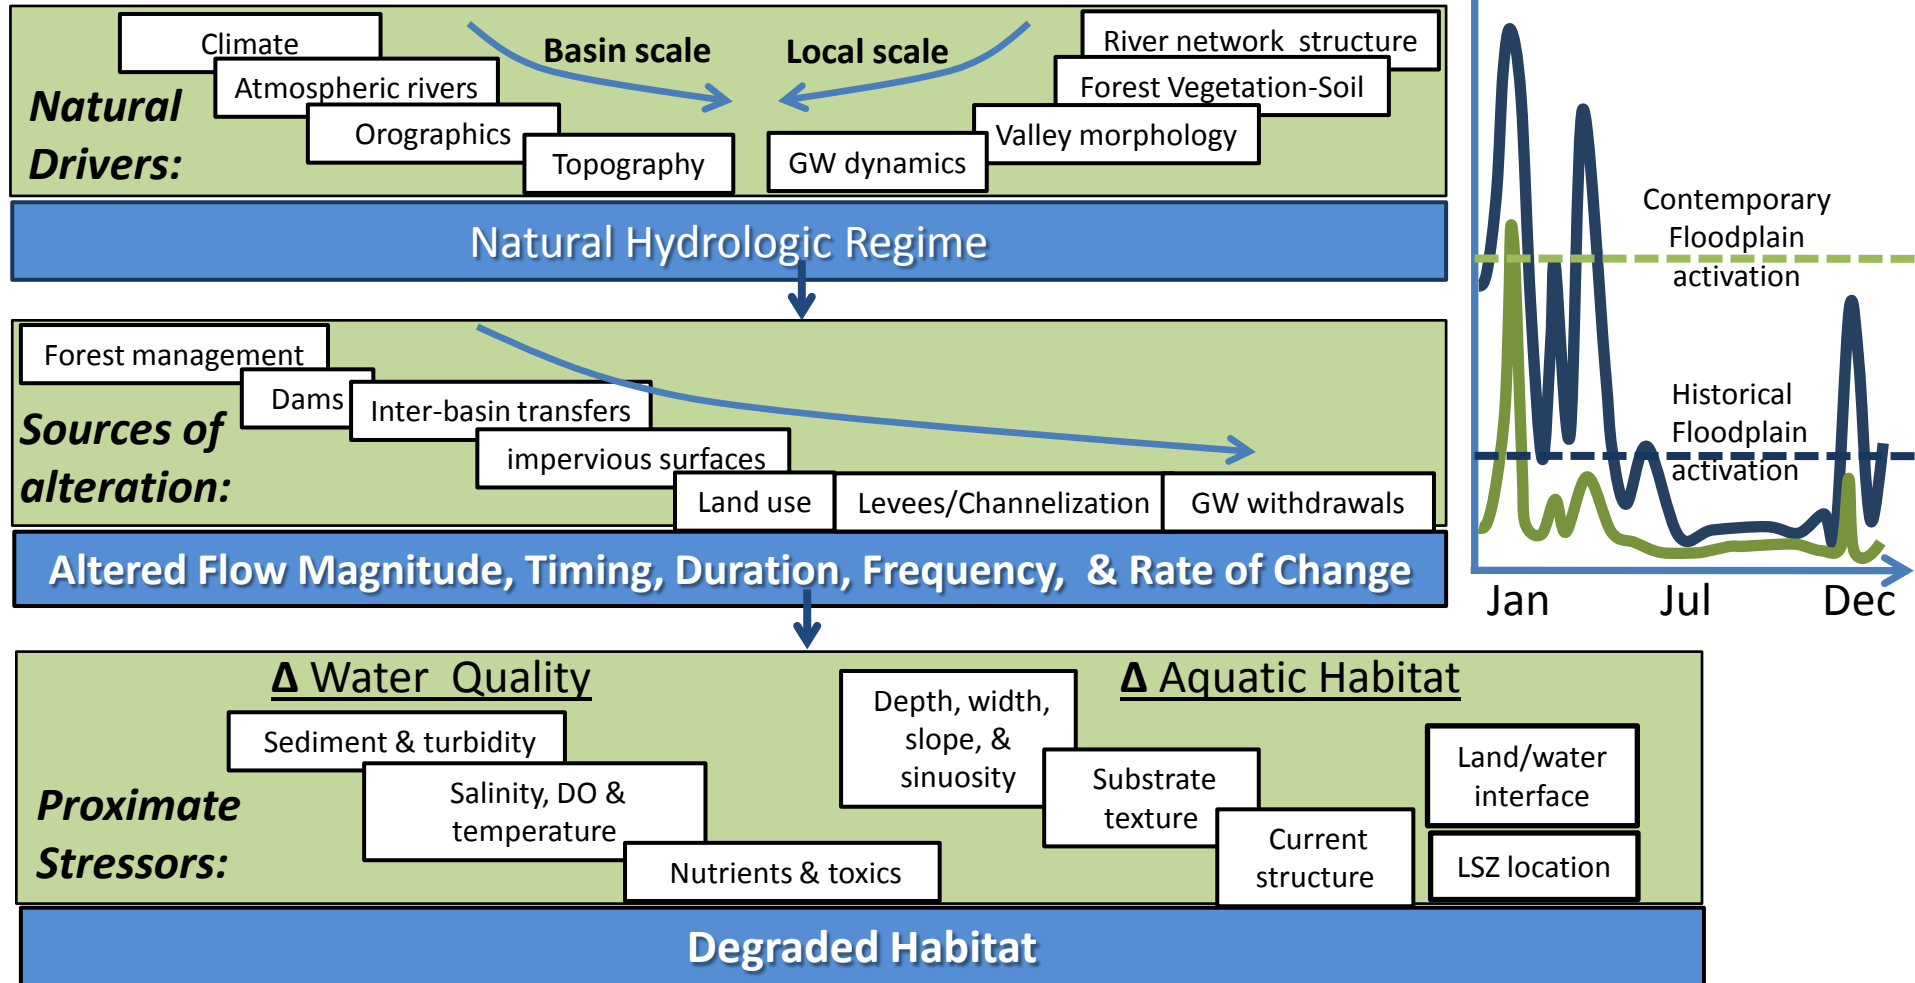 Climate
Atmospheric rivers
Orographics
Topography
Basin scale
Local scale
River network structure
Forest Vegetation-Soil
Valley morphology
GW dynamics
Natural
Drivers:
Natural Hydrologic Regime
Forest management
Dams
Inter-basin transfers
impervious surfaces
Land use
Levees/Channelization
GW withdrawals
Sources of
alteration:
Altered Flow Magnitude, Timing, Duration, Frequency, & Rate of Change
Δ Water Quality
Sediment & turbidity
Salinity, DO &
temperature
Nutrients & toxics
Δ Aquatic Habitat
Depth, width,
slope, &
sinuosity
Substrate
texture
Current
structure
Land/water
interface
LSZ location
Proximate
Stressors:
Degraded Habitat
Contemporary
Floodplain
activation
Historical
Floodplain
activation
Jan
Jul
Dec